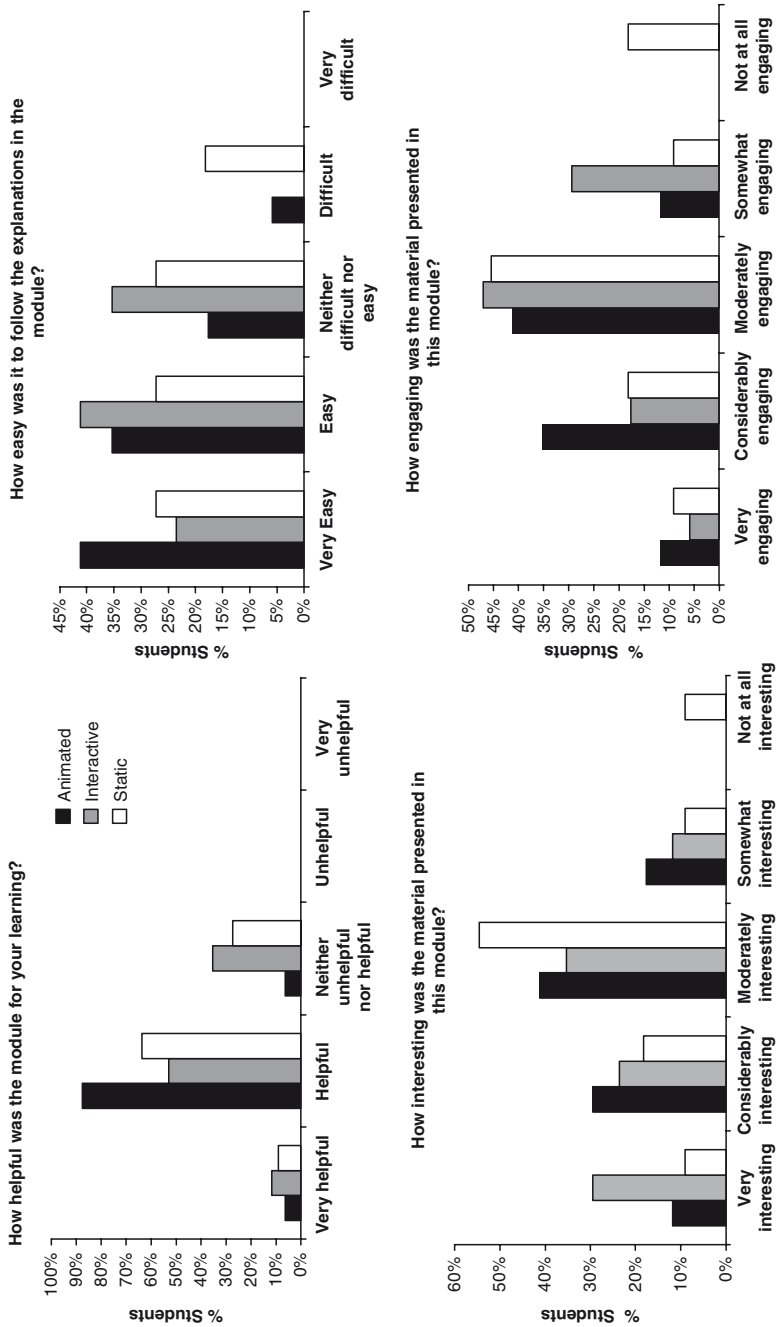 How helpful was the module for your learning?
% Students
100%
90%
80%
70%
60%
50%
40%
30%
20%
10%
0%
Very helpful
Helpful
Neither
unhelpful
nor helpful
Unhelpful
Very
unhelpful
Animated
Interactive
Static
How easy was it to follow the explanations in the
module?
% Students
45%
40%
35%
30%
25%
20%
15%
10%
5%
0%
Very Easy
Easy
Neither
difficult nor
easy
Difficult
Very
difficult
How interesting was the material presented in
this module?
% Students
60%
50%
40%
30%
20%
10%
0%
Very
interesting
Considerably
interesting
Moderately
interesting
Somewhat
interesting
Not at all
interesting
How engaging was the material presented in
this module?
% Students
50%
45%
40%
35%
30%
25%
20%
15%
10%
5%
0%
Very
engaging
Considerably
engaging
Moderately
engaging
Somewhat
engaging
Not at all
engaging